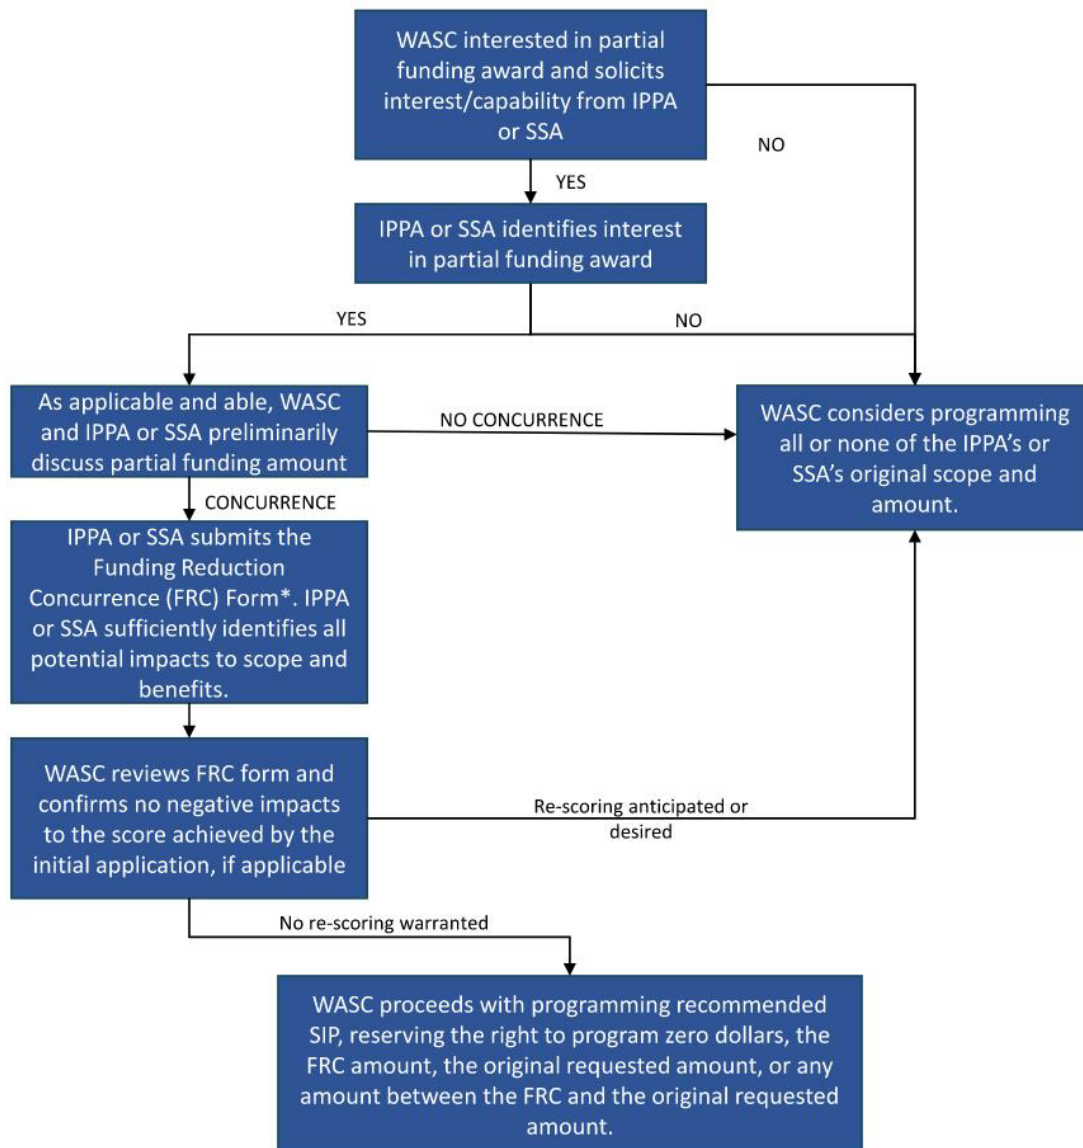 WASC interested in partial
funding award and solicits
interest/capability from IPPA
or SSA
NO
YES
IPPA or SSA identifies interest
in partial funding award
YES
NO
As applicable and able, WASC
and IPPA or SSA preliminarily
discuss partial funding amount
NO CONCURRENCE
WASC considers programming
all or none of the IPPA’s or
SSA’s original scope and
amount.
CONCURRENCE
IPPA or SSA submits the
Funding Reduction
Concurrence (FRC) Form*. IPPA
or SSA sufficiently identifies all
potential impacts to scope and
benefits.
WASC reviews FRC form and
confirms no negative impacts
to the score achieved by the
initial application, if applicable
Re-scoring anticipated or
desired
No re-scoring warranted
WASC proceeds with programming recommended
SIP, reserving the right to program zero dollars, the
FRC amount, the original requested amount, or any
amount between the FRC and the original requested
amount.